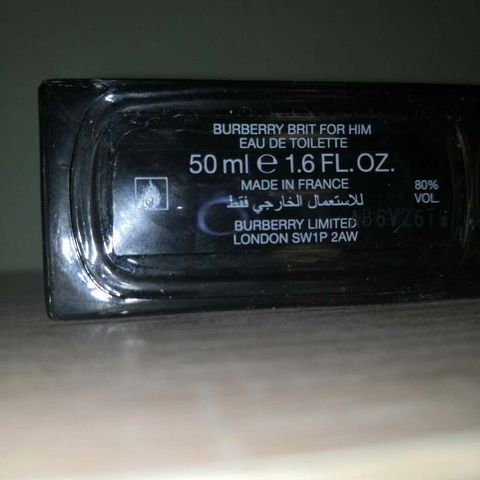 BURBERRY BRIT FOR HIM
EAU DE TOILETTE
50 ml ℮ 1.6 FL. OZ.
MADE IN FRANCE
للاستعمال الخارجي فقط
BURBERRY LIMITED
LONDON SW1P 2AW
80%
VOL.